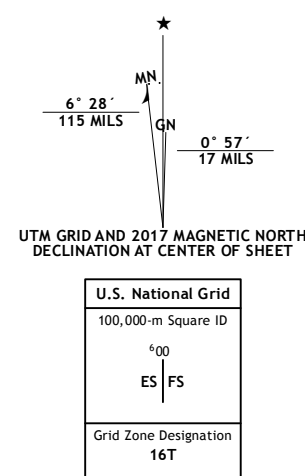 MN.
6° 28´
115 MILS
GN
0° 57´
17 MILS
UTM GRID AND 2017 MAGNETIC NORTH
DECLINATION AT CENTER OF SHEET
U.S. National Grid
100,000-m Square ID
⁶00
ES FS
Grid Zone Designation
16T